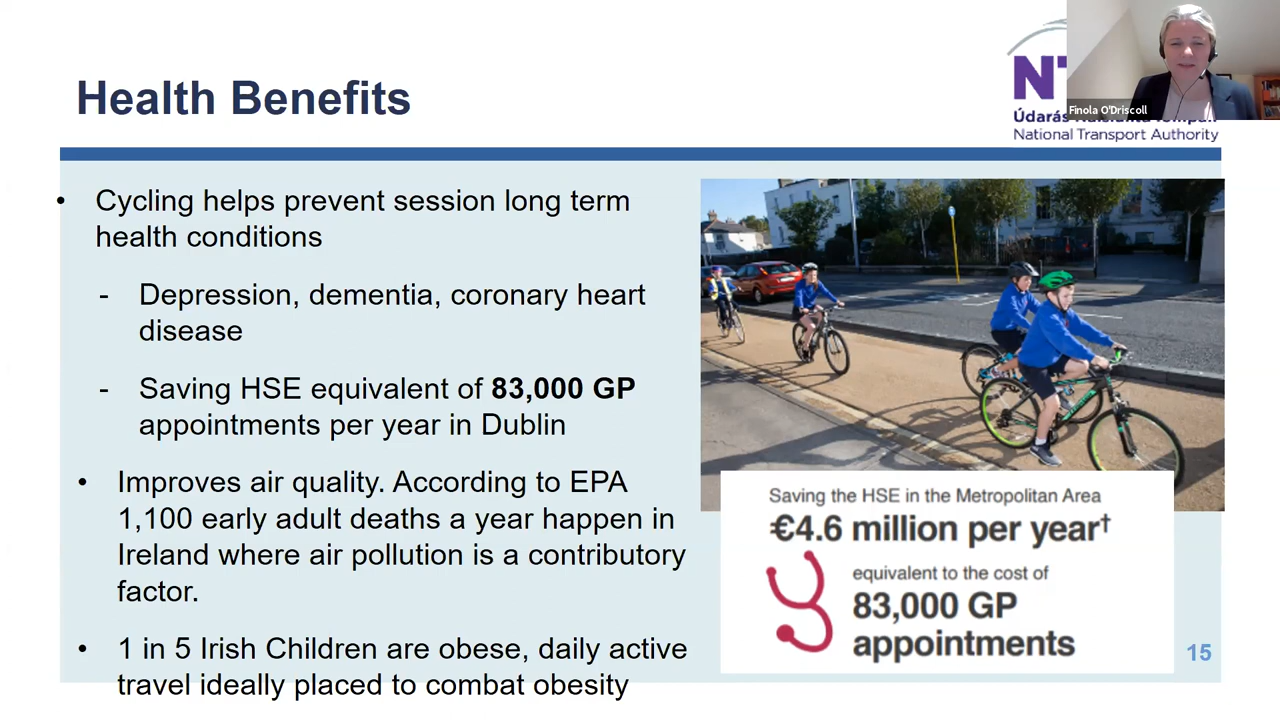 Health Benefits
NT
Finola O'Driscoll
Údarás
National Transport Authority
• Cycling helps prevent session long term
health conditions
- Depression, dementia, coronary heart
disease
- Saving HSE equivalent of 83,000 GP
appointments per year in Dublin
• Improves air quality. According to EPA
1,100 early adult deaths a year happen in
Ireland where air pollution is a contributory
factor.
• 1 in 5 Irish Children are obese, daily active
travel ideally placed to combat obesity
Saving the HSE in the Metropolitan Area
€4.6 million per year†
equivalent to the cost of
83,000 GP
appointments
15